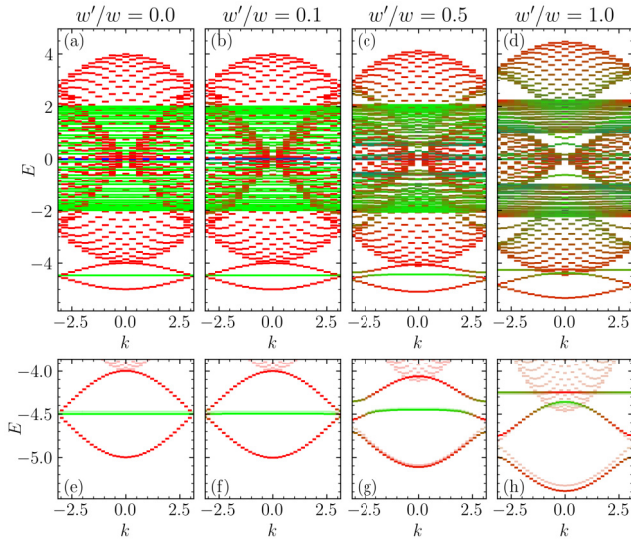 w′/w = 0.0 w′/w = 0.1 w′/w = 0.5 w′/w = 1.0
(a) (b) (c) (d)
4
2
0
−2
−4
E
−2.5 0.0 2.5 −2.5 0.0 2.5 −2.5 0.0 2.5 −2.5 0.0 2.5
k k k k
−4.0
−4.5
−5.0
E
(e) (f) (g) (h)
−2.5 0.0 2.5 −2.5 0.0 2.5 −2.5 0.0 2.5 −2.5 0.0 2.5
k k k k